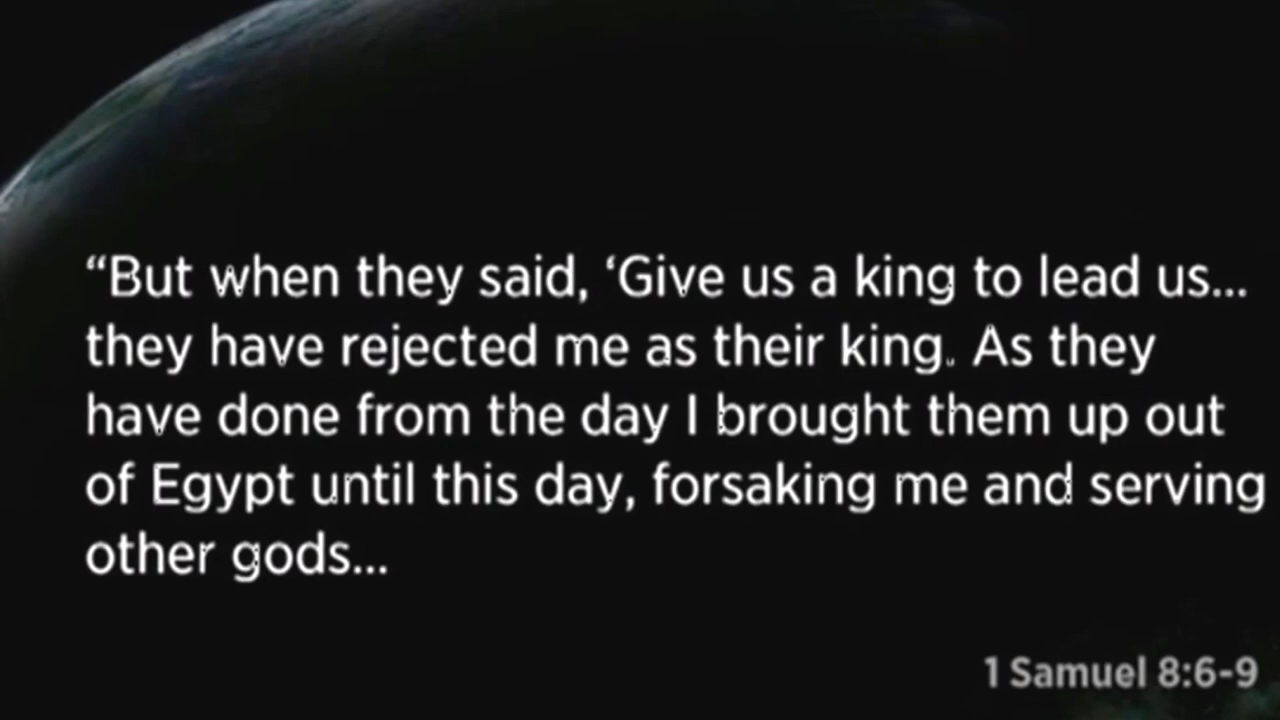 “But when they said, ‘Give us a king to lead us...
they have rejected me as their king. As they
have done from the day I brought them up out
of Egypt until this day, forsaking me and serving
other gods...
1 Samuel 8:6-9